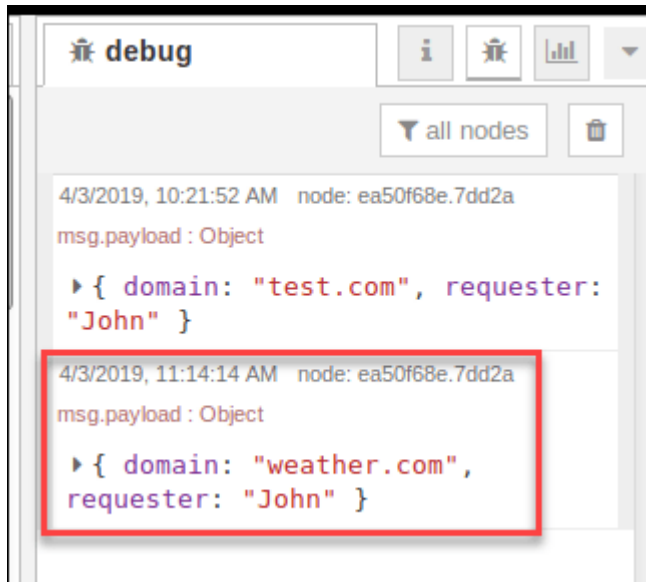 debug
i
all nodes
4/3/2019, 10:21:52 AM node: ea50f68e.7dd2a
msg.payload : Object
{ domain: "test.com", requester:
"John" }
4/3/2019, 11:14:14 AM node: ea50f68e.7dd2a
msg.payload : Object
{ domain: "weather.com",
requester: "John" }